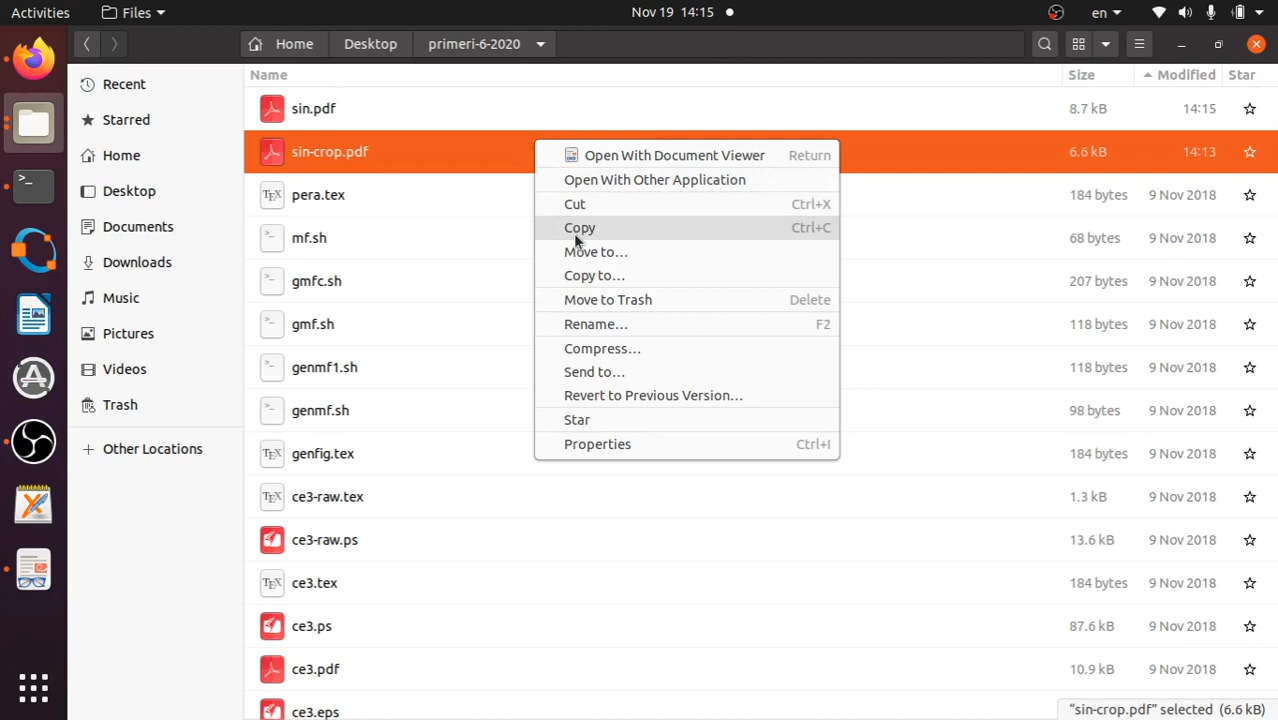 Activities Files Nov 19 14:15 en
Home Desktop primeri-6-2020
Name Size Modified Star
Recent
Starred
Home
Desktop
Documents
Downloads
Music
Pictures
Videos
Trash
Other Locations
sin.pdf 8.7 kB 14:15
sin-crop.pdf 6.6 kB 14:13
pera.tex 184 bytes 9 Nov 2018
mf.sh 68 bytes 9 Nov 2018
gmfc.sh 207 bytes 9 Nov 2018
gmf.sh 118 bytes 9 Nov 2018
genmf1.sh 118 bytes 9 Nov 2018
genmf.sh 98 bytes 9 Nov 2018
genfig.tex 184 bytes 9 Nov 2018
ce3-raw.tex 1.3 kB 9 Nov 2018
ce3-raw.ps 13.6 kB 9 Nov 2018
ce3.tex 184 bytes 9 Nov 2018
ce3.ps 87.6 kB 9 Nov 2018
ce3.pdf 10.9 kB 9 Nov 2018
ce3.eps
Open With Document Viewer Return
Open With Other Application
Cut Ctrl+X
Copy Ctrl+C
Move to…
Copy to…
Move to Trash Delete
Rename… F2
Compress…
Send to…
Revert to Previous Version…
Star
Properties Ctrl+I
“sin-crop.pdf” selected (6.6 kB)